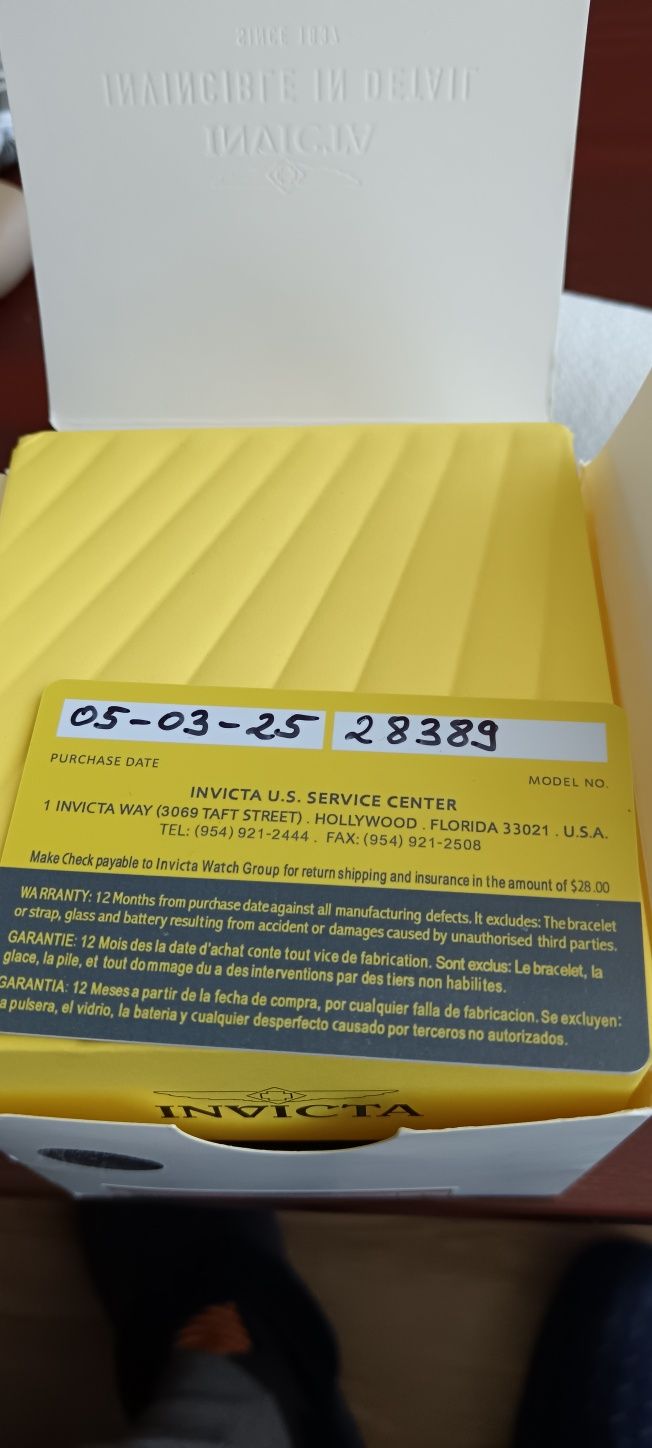 SINCE 1837
INVINCIBLE IN DETAIL
INVICTA
05-03-25 28389
PURCHASE DATE MODEL NO.
INVICTA U.S. SERVICE CENTER
1 INVICTA WAY (3069 TAFT STREET) . HOLLYWOOD . FLORIDA 33021 . U.S.A.
TEL: (954) 921-2444 . FAX: (954) 921-2508
Make Check payable to Invicta Watch Group for return shipping and insurance in the amount of $28.00
WARRANTY: 12 Months from purchase date against all manufacturing defects. It excludes: The bracelet
or strap, glass and battery resulting from accident or damages caused by unauthorised third parties.
GARANTIE: 12 Mois des la date d'achat conte tout vice de fabrication. Sont exclus: Le bracelet, la
glace, la pile, et tout dommage du a des interventions par des tiers non habilites.
GARANTIA: 12 Meses a partir de la fecha de compra, por cualquier falla de fabricacion. Se excluyen:
a pulsera, el vidrio, la bateria y cualquier desperfecto causado por terceros no autorizados.
INVICTA